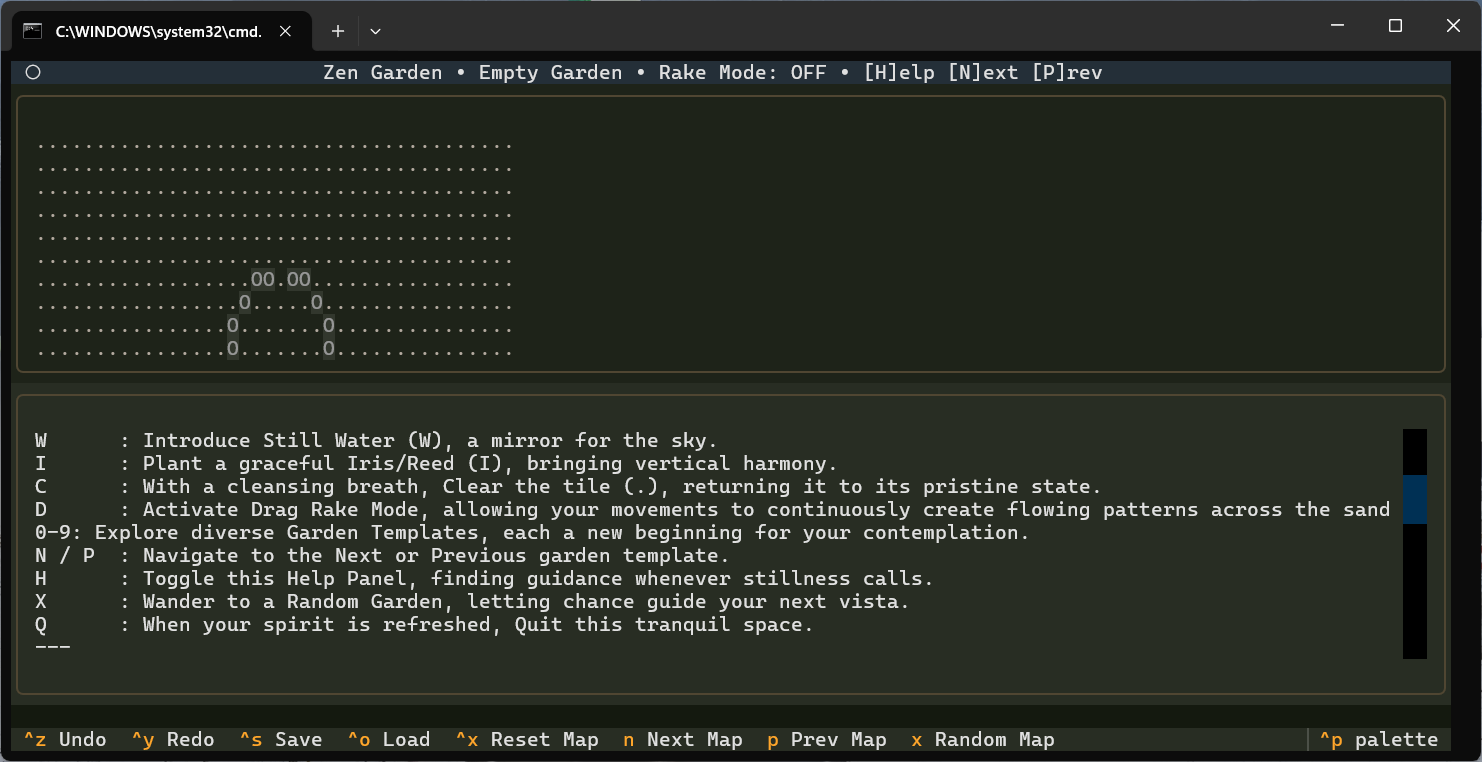 C:\WINDOWS\system32\cmd.
Zen Garden • Empty Garden • Rake Mode: OFF • [H]elp [N]ext [P]rev
........................................
........................................
........................................
........................................
........................................
........................................
..................OO.OO.................
.................O.....O................
................O.......O...............
................O.......O...............
W      : Introduce Still Water (W), a mirror for the sky.
I      : Plant a graceful Iris/Reed (I), bringing vertical harmony.
C      : With a cleansing breath, Clear the tile (.), returning it to its pristine state.
D      : Activate Drag Rake Mode, allowing your movements to continuously create flowing patterns across the sand
0-9: Explore diverse Garden Templates, each a new beginning for your contemplation.
N / P  : Navigate to the Next or Previous garden template.
H      : Toggle this Help Panel, finding guidance whenever stillness calls.
X      : Wander to a Random Garden, letting chance guide your next vista.
Q      : When your spirit is refreshed, Quit this tranquil space.
---
^z Undo  ^y Redo  ^s Save  ^o Load  ^x Reset Map  n Next Map  p Prev Map  x Random Map  ^p palette